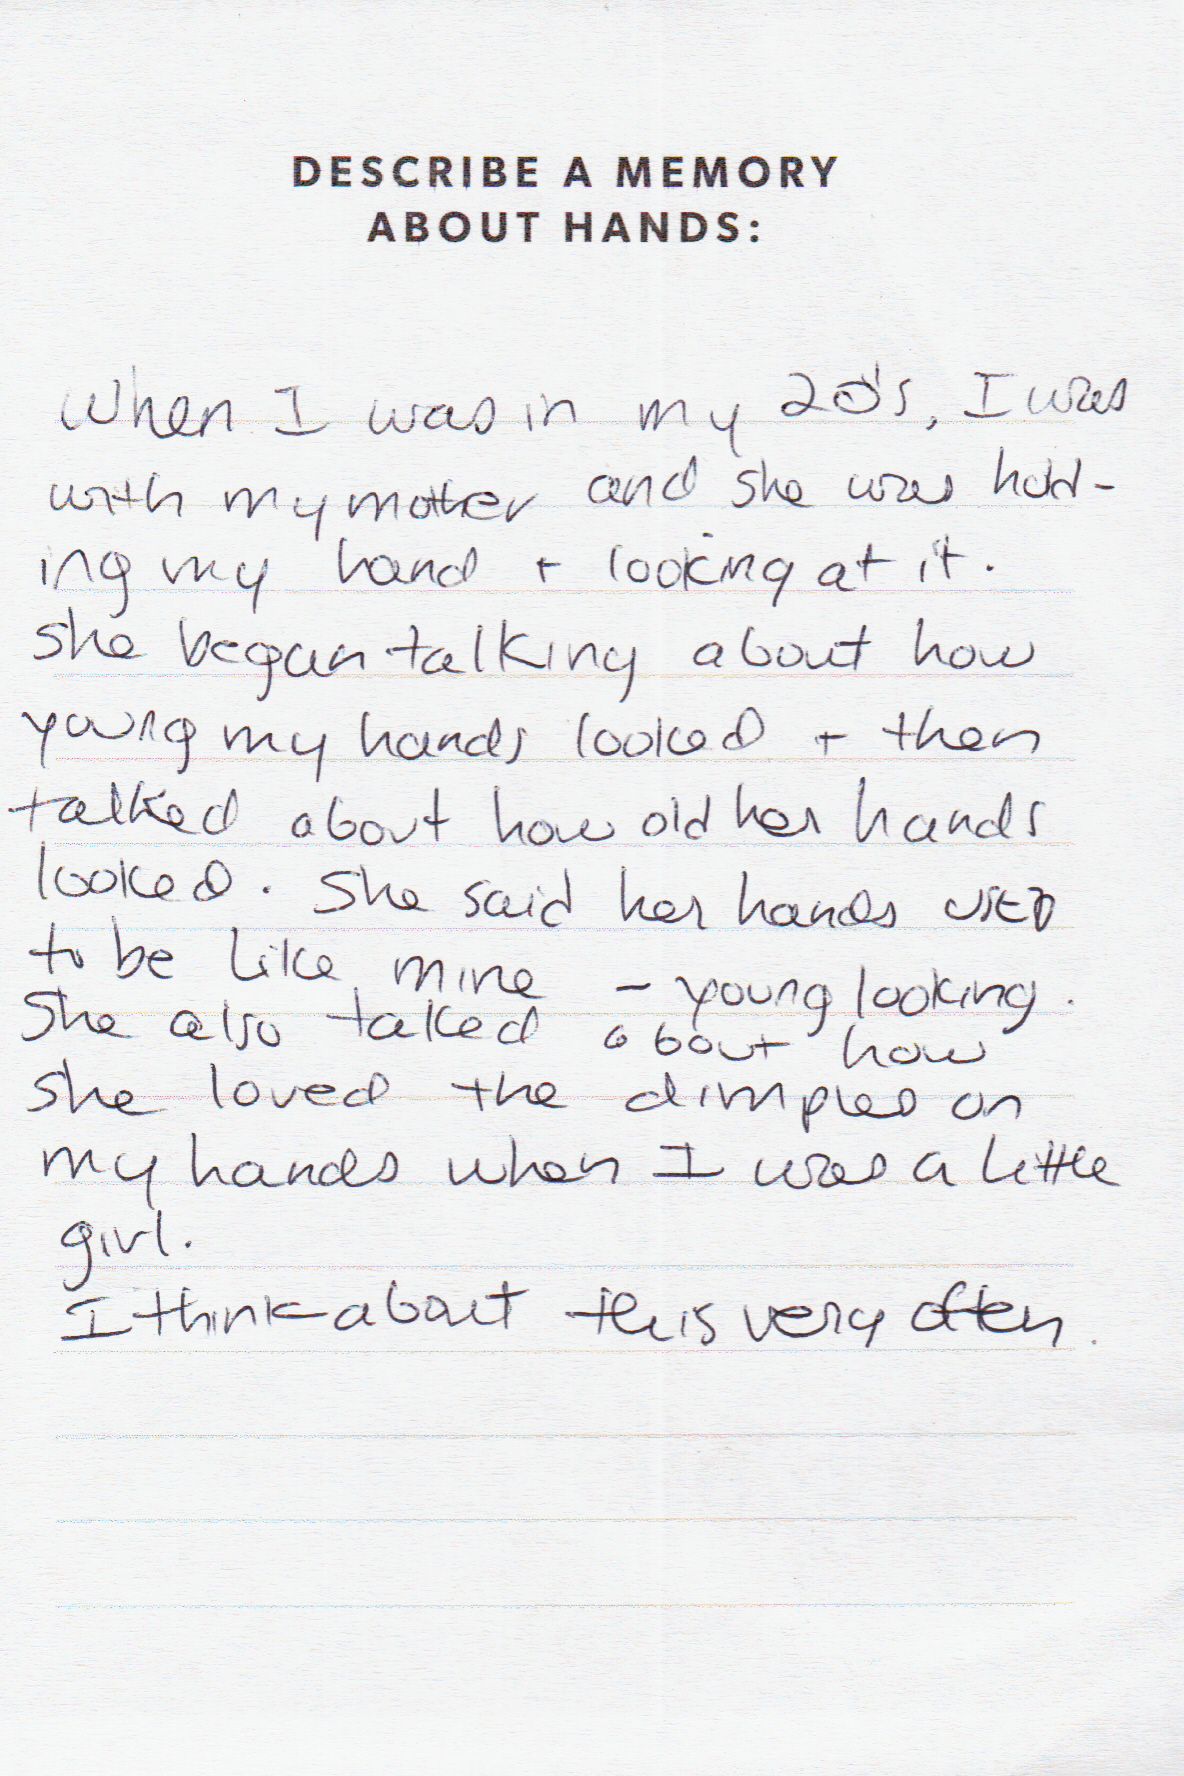 DESCRIBE A MEMORY
ABOUT HANDS:
When I was in my 20's, I was
with my mother and she was hold-
ing my hand + looking at it.
She began talking about how
young my hands looked + then
talked about how old her hands
looked. She said her hands used
to be like mine - young looking.
She also talked about how
she loved the dimples on
my hands when I was a little
girl.
I think about this very often.